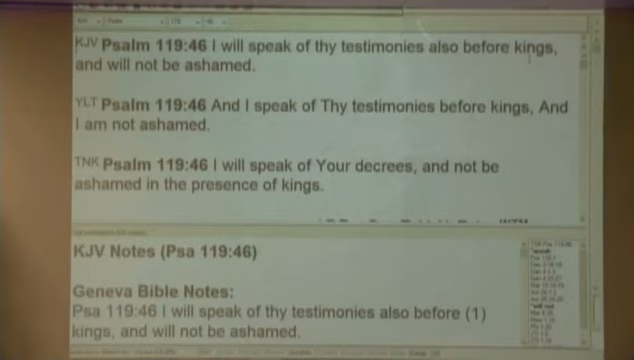 KJV Psalm 119:46 I will speak of thy testimonies also before kings,
and will not be ashamed.
YLT Psalm 119:46 And I speak of Thy testimonies before kings, And
I am not ashamed.
TNK Psalm 119:46 I will speak of Your decrees, and not be
ashamed in the presence of kings.
KJV Notes (Psa 119:46)
Geneva Bible Notes:
Psa 119:46 I will speak of thy testimonies also before (1)
kings, and will not be ashamed.